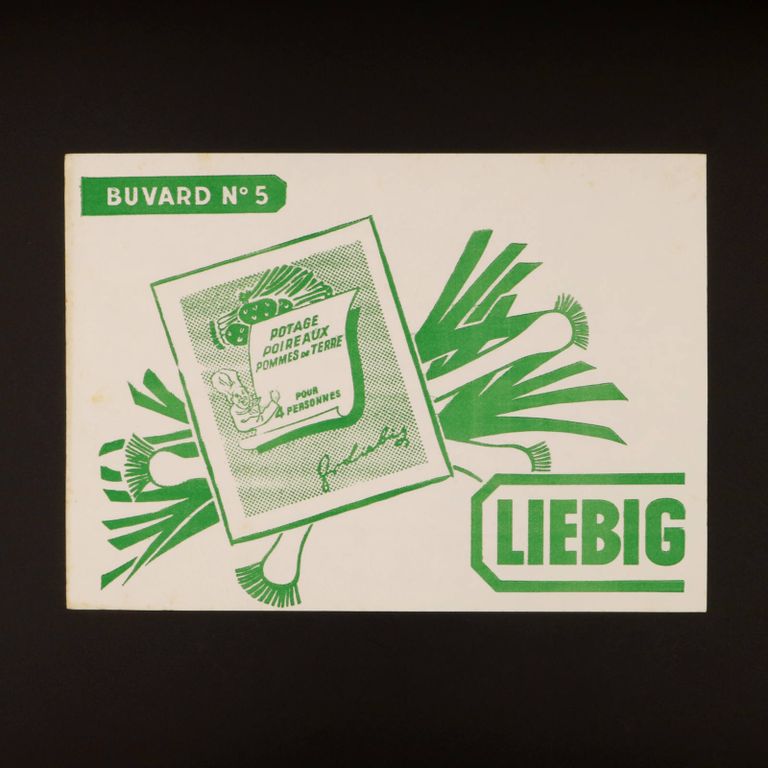 BUVARD N° 5
POTAGE
POIREAUX
POMMES DE TERRE
POUR
4 PERSONNES
LIEBIG